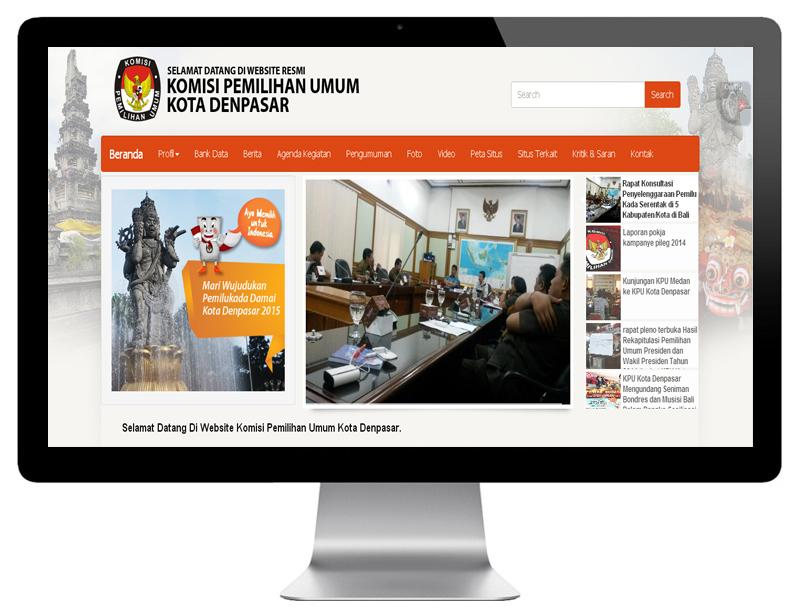 KOMISI
PEMILIHAN UMUM
SELAMAT DATANG DI WEBSITE RESMI
KOMISI PEMILIHAN UMUM
KOTA DENPASAR
Search
Search
Beranda
Profil
Bank Data
Berita
Agenda Kegiatan
Pengumuman
Foto
Video
Peta Situs
Situs Terkait
Kritik & Saran
Kontak
Ayo Memilih
untuk
Indonesia
Mari Wujudukan
Pemilukada Damai
Kota Denpasar 2015
Rapat Konsultasi
Penyelenggaraan Pemilu
Kada Serentak di 5
Kabupaten/Kota di Bali
Laporan pokja
kampanye pileg 2014
Kunjungan KPU Medan
ke KPU Kota Denpasar
rapat pleno terbuka Hasil
Rekapitulasi Pemilihan
Umum Presiden dan
Wakil Presiden Tahun
KPU Kota Denpasar
Mengundang Seniman
Bondres dan Musisi Bali
Selamat Datang Di Website Komisi Pemilihan Umum Kota Denpasar.